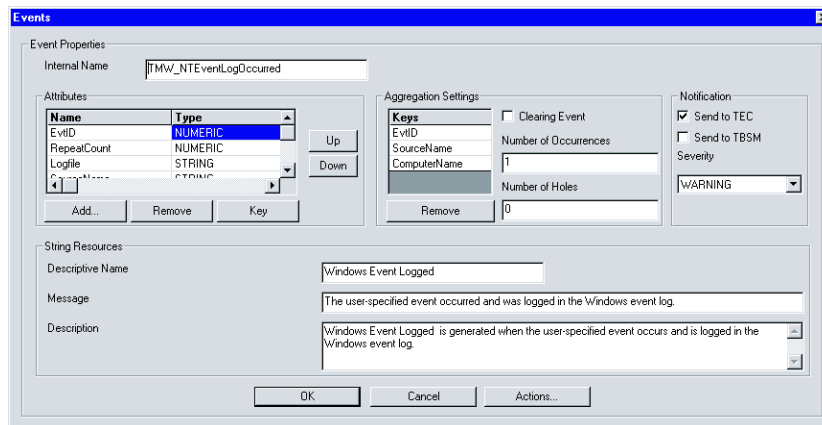 Events
Event Properties
Internal Name
TMW_NTEventLogOccurred
Attributes
Name Type
EvtID NUMERIC
RepeatCount NUMERIC
Logfile STRING
SourceName STRING
Up
Down
Add...
Remove
Key
Aggregation Settings
Keys
EvtID
SourceName
ComputerName
Remove
Clearing Event
Number of Occurrences
1
Number of Holes
0
Notification
Send to TEC
Send to TBSM
Severity
WARNING
String Resources
Descriptive Name
Windows Event Logged
Message
The user-specified event occurred and was logged in the Windows event log.
Description
Windows Event Logged is generated when the user-specified event occurs and is logged in the
Windows event log.
OK
Cancel
Actions...